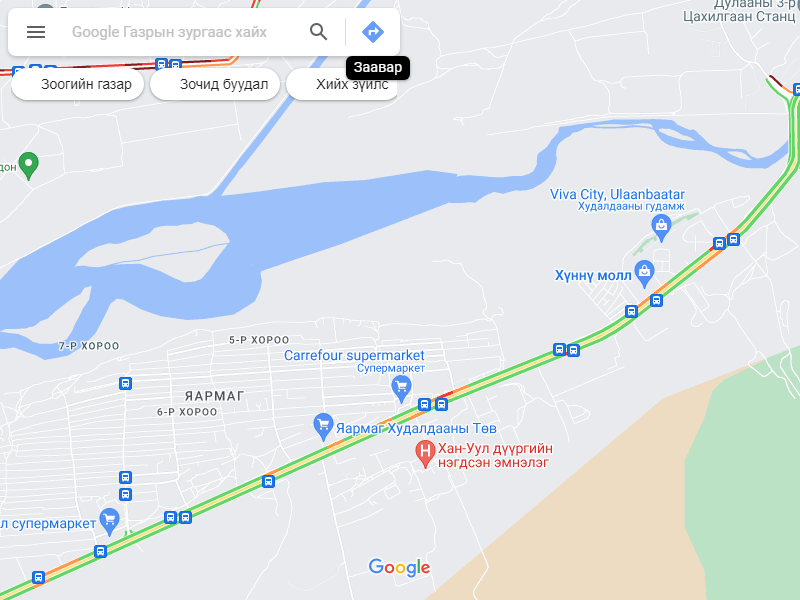 Дулааны 3-р
Цахилгаан Станц
Google Газрын зургаас хайх
Заавар
Зоогийн газар
Зочид буудал
Хийх зүйлс
дон
Viva City, Ulaanbaatar
Худалдааны гудамж
Хүннү молл
7-Р ХОРОО
5-Р ХОРОО
Carrefour supermarket
Супермаркет
ЯАРМАГ
6-Р ХОРОО
Яармаг Худалдааны Төв
Хан-Уул дүүргийн
нэгдсэн эмнэлэг
л супермаркет
Google